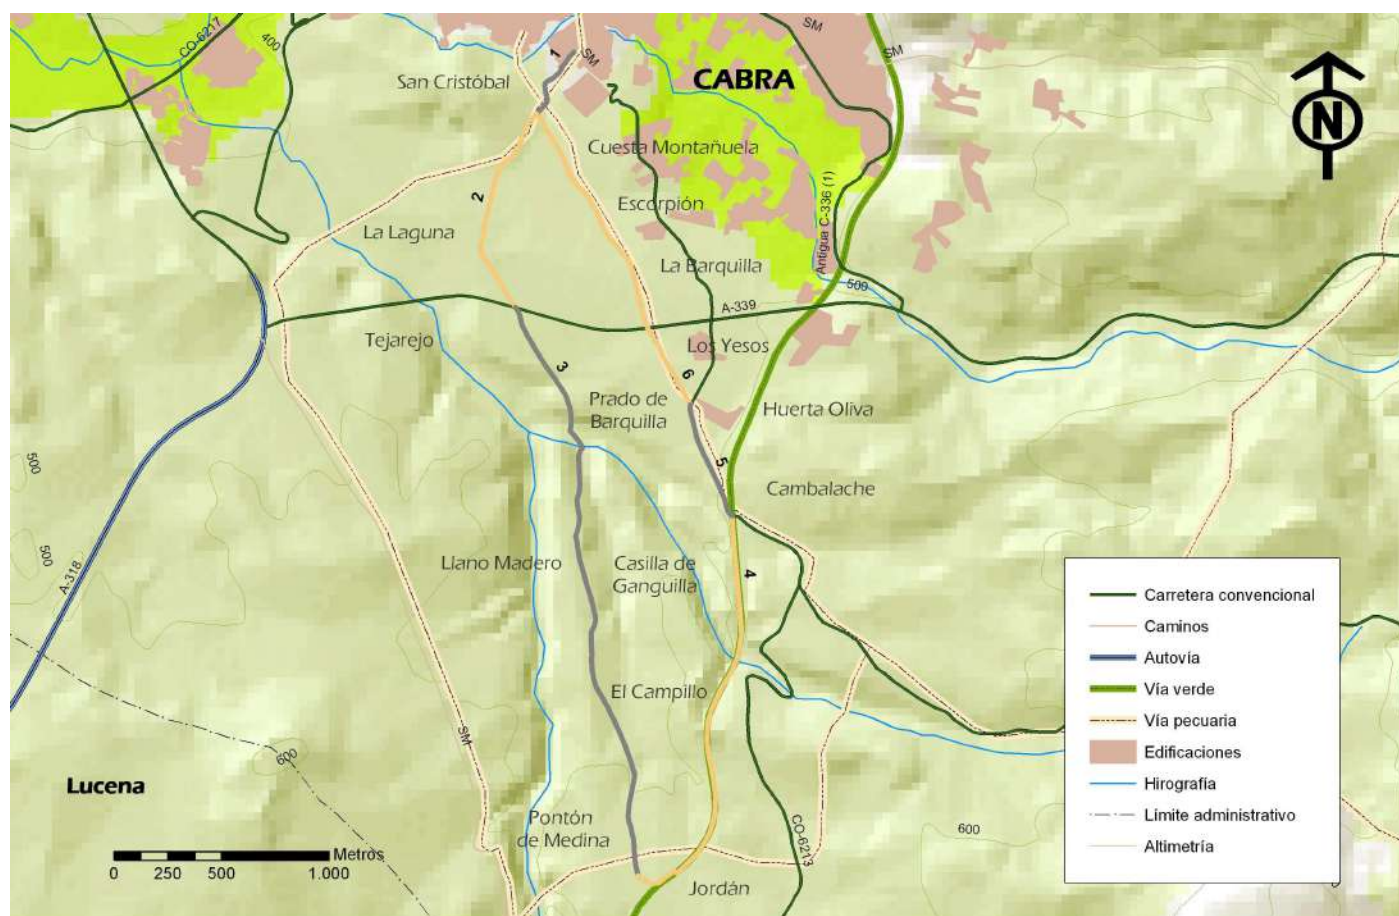 CO-6217
400
1
SM
SM
SM
San Cristóbal
CABRA
N
Cuesta Montañuela
2
Escorpión
Antigua C-336 (1)
La Laguna
La Barquilla
500
A-339
Tejarejo
Los Yesos
3
6
Prado de
Barquilla
Huerta Oliva
500
5
Cambalache
500
A-318
Llano Madero
Casilla de
Ganguilla
4
El Campillo
SM
600
Lucena
Pontón
de Medina
CO-6213
600
Jordán
Metros
0 250 500 1.000
Carretera convencional
Caminos
Autovía
Vía verde
Vía pecuaria
Edificaciones
Hirografía
Límite administrativo
Altimetría